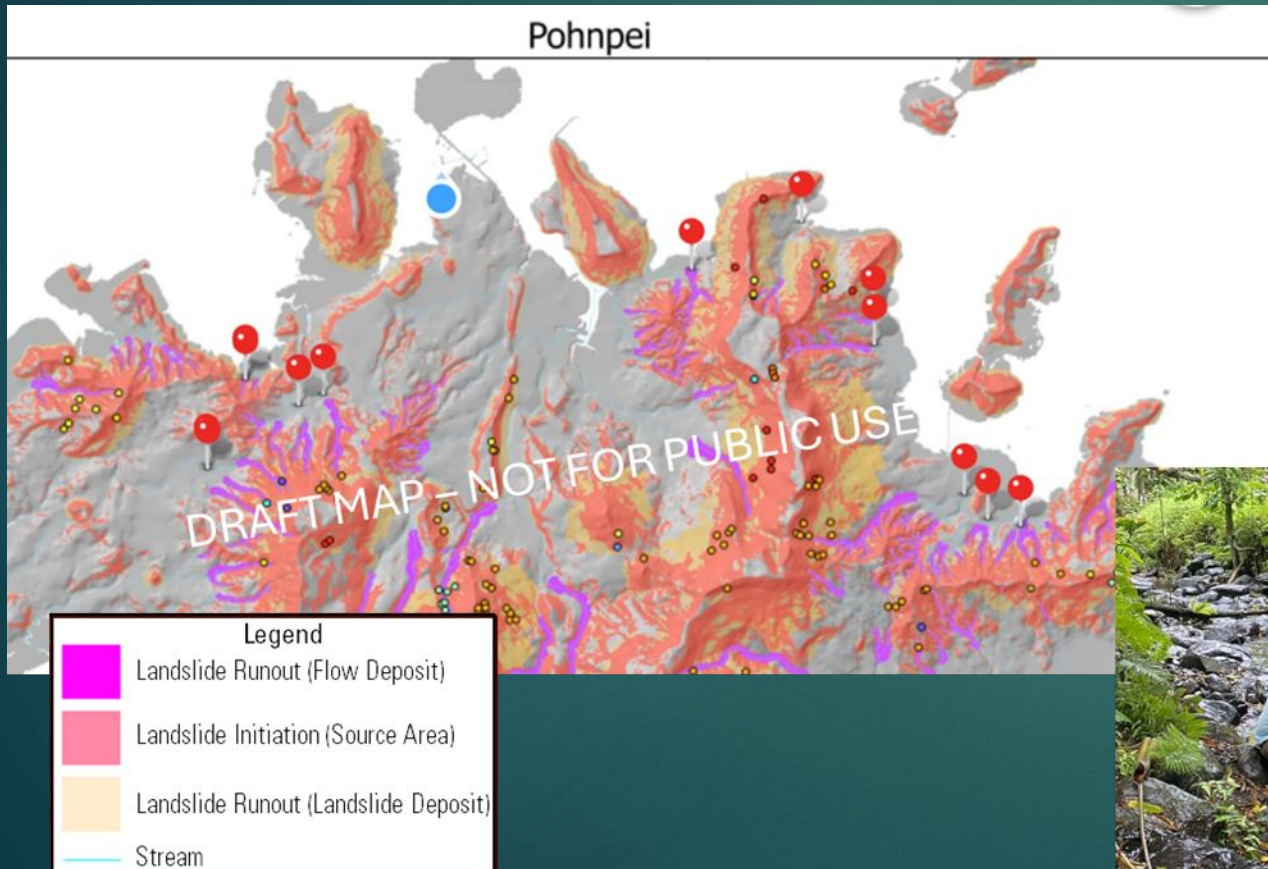 Pohnpei
DRAFT MAP – NOT FOR PUBLIC USE
Legend
Landslide Runout (Flow Deposit)
Landslide Initiation (Source Area)
Landslide Runout (Landslide Deposit)
Stream